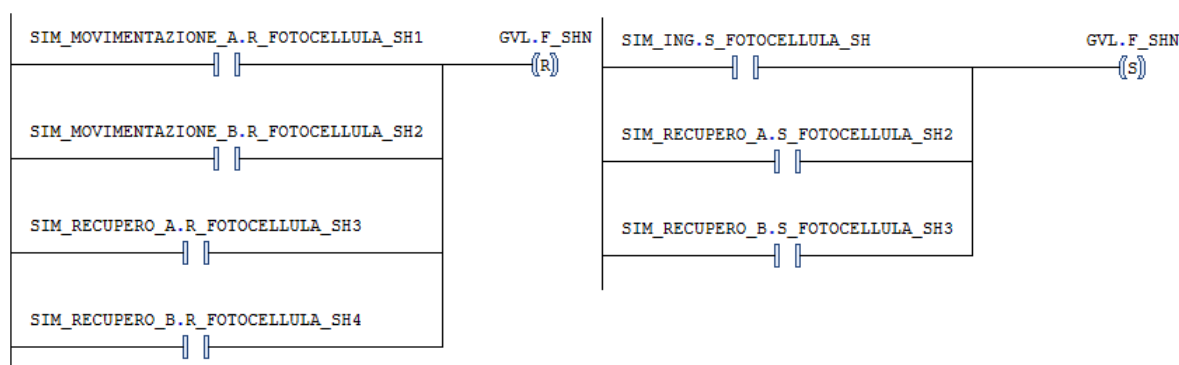 SIM_MOVIMENTAZIONE_A.R_FOTOCELLULA_SH1 GVL.F_SHN
(R)
SIM_MOVIMENTAZIONE_B.R_FOTOCELLULA_SH2
SIM_RECUPERO_A.R_FOTOCELLULA_SH3
SIM_RECUPERO_B.R_FOTOCELLULA_SH4
SIM_ING.S_FOTOCELLULA_SH GVL.F_SHN
(S)
SIM_RECUPERO_A.S_FOTOCELLULA_SH2
SIM_RECUPERO_B.S_FOTOCELLULA_SH3